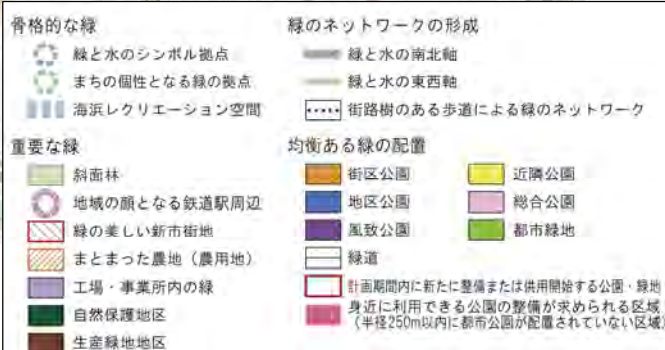 骨格的な緑
緑と水のシンボル拠点
まちの個性となる緑の拠点
海浜レクリエーション空間
重要な緑
斜面林
地域の顔となる鉄道駅周辺
緑の美しい新市街地
まとまった農地（農用地）
工場・事業所内の緑
自然保護地区
生産緑地地区
緑のネットワークの形成
緑と水の南北軸
緑と水の東西軸
街路樹のある歩道による緑のネットワーク
均衡ある緑の配置
街区公園
近隣公園
地区公園
総合公園
風致公園
都市緑地
緑道
計画期間内に新たに整備または供用開始する公園・緑地
身近に利用できる公園の整備が求められる区域
（半径250m以内に都市公園が配置されていない区域）